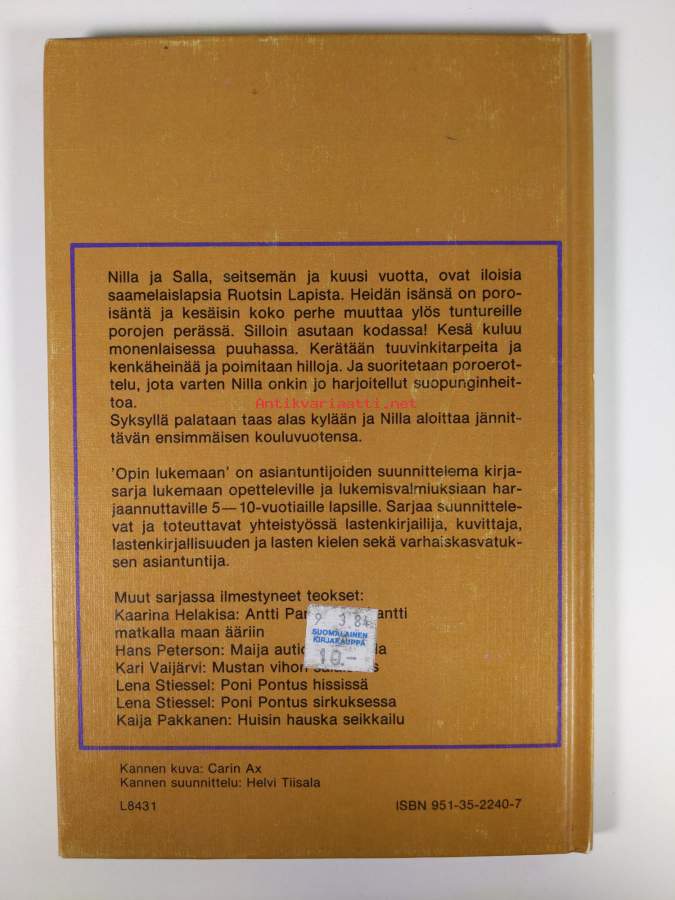 Nilla ja Salla, seitsemän ja kuusi vuotta, ovat iloisia
saamelaislapsia Ruotsin Lapista. Heidän isänsä on poro-
isäntä ja kesäisin koko perhe muuttaa ylös tuntureille
porojen perässä. Silloin asutaan kodassa! Kesä kuluu
monenlaisessa puuhassa. Kerätään tuuvinkitarpeita ja
kenkäheinää ja poimitaan hilloja. Ja suoritetaan poroerot-
telu, jota varten Nilla onkin jo harjoitellut suopunginheit-
toa.
Antikvariaatti.net
Syksyllä palataan taas alas kylään ja Nilla aloittaa jännit-
tävän ensimmäisen kouluvuotensa.
'Opin lukemaan' on asiantuntijoiden suunnittelema kirja-
sarja lukemaan opetteleville ja lukemisvalmiuksiaan har-
jaannuttaville 5—10-vuotiaille lapsille. Sarjaa suunnittele-
vat ja toteuttavat yhteistyössä lastenkirjailija, kuvittaja,
lastenkirjallisuuden ja lasten kielen sekä varhaiskasvatuk-
sen asiantuntija.
Muut sarjassa ilmestyneet teokset:
Kaarina Helakisa: Antti
matkalla maan ääriin
Hans Peterson: Maija
Kari Vaijärvi: Mustan
Lena Stiessel: Poni Pontus hississä
Lena Stiessel: Poni Pontus sirkuksessa
Kaija Pakkanen: Huisin hauska seikkailu
9 3.84
SUOMALAINEN
KIRJAKAUPPA
10.-
Kannen kuva: Carin Ax
Kannen suunnittelu: Helvi Tiisala
L8431 ISBN 951-35-2240-7